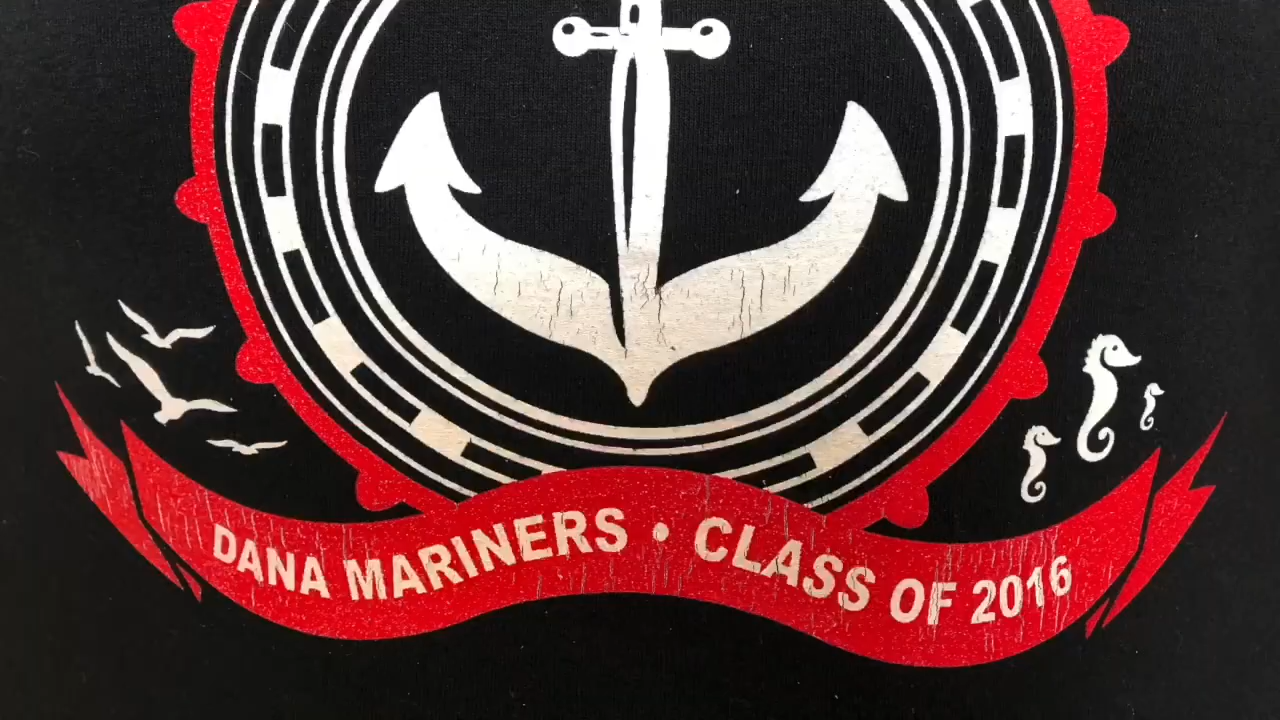 DANA MARINERS • CLASS OF 2016